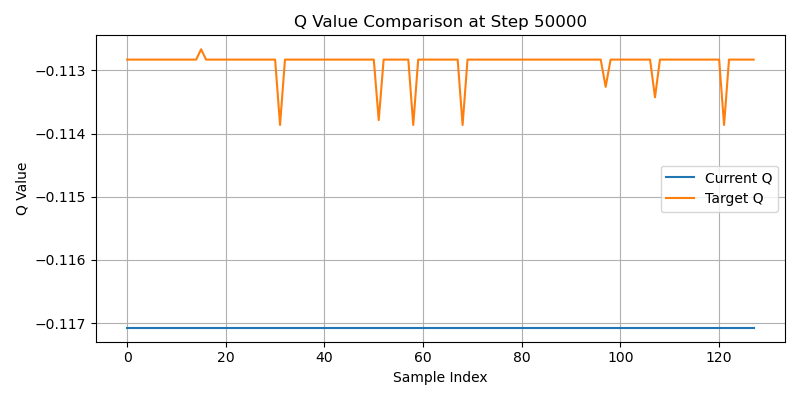 Q Value Comparison at Step 50000
−0.113
−0.114
−0.115
−0.116
−0.117
Q Value
Current Q
Target Q
0
20
40
60
80
100
120
Sample Index